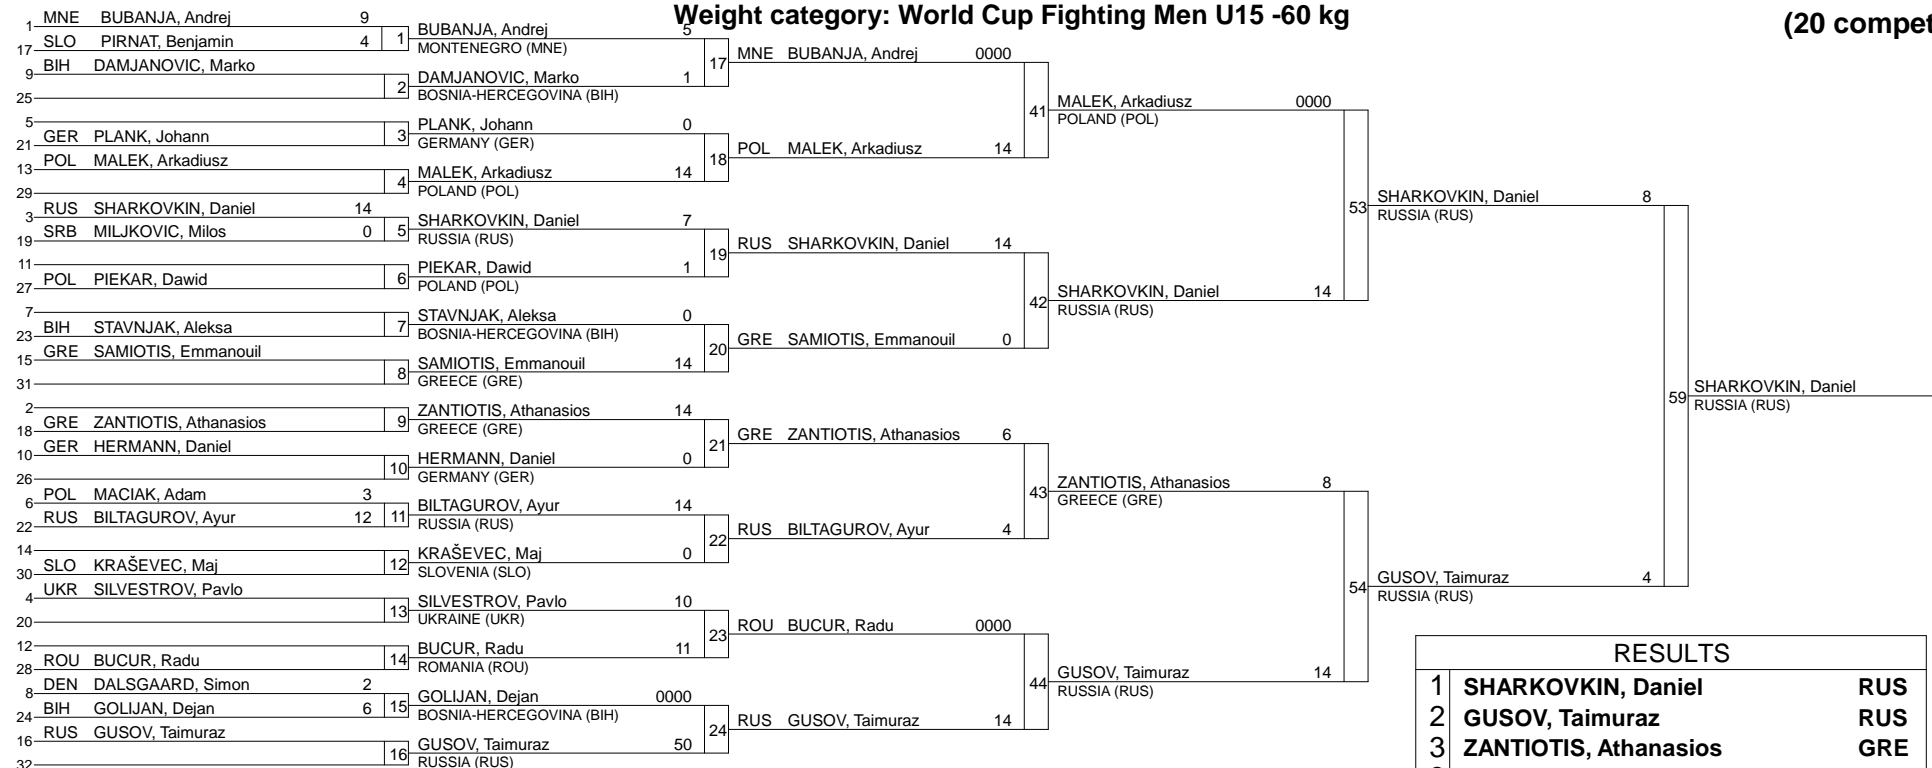 Weight category: World Cup Fighting Men U15 -60 kg
(20 compet
1 MNE BUBANJA, Andrej 9
17 SLO PIRNAT, Benjamin 4
9 BIH DAMJANOVIC, Marko
25
5
21 GER PLANK, Johann
13 POL MALEK, Arkadiusz
29
3 RUS SHARKOVKIN, Daniel 14
19 SRB MILJKOVIC, Milos 0
11
27 POL PIEKAR, Dawid
7
23 BIH STAVNJAK, Aleksa
15 GRE SAMIOTIS, Emmanouil
31
2
18 GRE ZANTIOTIS, Athanasios
10 GER HERMANN, Daniel
26
6 POL MACIAK, Adam 3
22 RUS BILTAGUROV, Ayur 12
14
30 SLO KRAŠEVEC, Maj
4 UKR SILVESTROV, Pavlo
20
12
28 ROU BUCUR, Radu
8 DEN DALSGAARD, Simon 2
24 BIH GOLIJAN, Dejan 6
16 RUS GUSOV, Taimuraz
32
1 BUBANJA, Andrej 5
MONTENEGRO (MNE)
2 DAMJANOVIC, Marko 1
BOSNIA-HERCEGOVINA (BIH)
3 PLANK, Johann 0
GERMANY (GER)
4 MALEK, Arkadiusz 14
POLAND (POL)
5 SHARKOVKIN, Daniel 7
RUSSIA (RUS)
6 PIEKAR, Dawid 1
POLAND (POL)
7 STAVNJAK, Aleksa 0
BOSNIA-HERCEGOVINA (BIH)
8 SAMIOTIS, Emmanouil 14
GREECE (GRE)
9 ZANTIOTIS, Athanasios 14
GREECE (GRE)
10 HERMANN, Daniel 0
GERMANY (GER)
11 BILTAGUROV, Ayur 14
RUSSIA (RUS)
12 KRAŠEVEC, Maj 0
SLOVENIA (SLO)
13 SILVESTROV, Pavlo 10
UKRAINE (UKR)
14 BUCUR, Radu 11
ROMANIA (ROU)
15 GOLIJAN, Dejan 0000
BOSNIA-HERCEGOVINA (BIH)
16 GUSOV, Taimuraz 50
RUSSIA (RUS)
17 MNE BUBANJA, Andrej 0000
18 POL MALEK, Arkadiusz 14
19 RUS SHARKOVKIN, Daniel 14
20 GRE SAMIOTIS, Emmanouil 0
21 GRE ZANTIOTIS, Athanasios 6
22 RUS BILTAGUROV, Ayur 4
23 ROU BUCUR, Radu 0000
24 RUS GUSOV, Taimuraz 14
41 MALEK, Arkadiusz 0000
POLAND (POL)
42 SHARKOVKIN, Daniel 14
RUSSIA (RUS)
43 ZANTIOTIS, Athanasios 8
GREECE (GRE)
44 GUSOV, Taimuraz 14
RUSSIA (RUS)
53 SHARKOVKIN, Daniel 8
RUSSIA (RUS)
54 GUSOV, Taimuraz 4
RUSSIA (RUS)
59 SHARKOVKIN, Daniel
RUSSIA (RUS)
RESULTS
1 SHARKOVKIN, Daniel RUS
2 GUSOV, Taimuraz RUS
3 ZANTIOTIS, Athanasios GRE